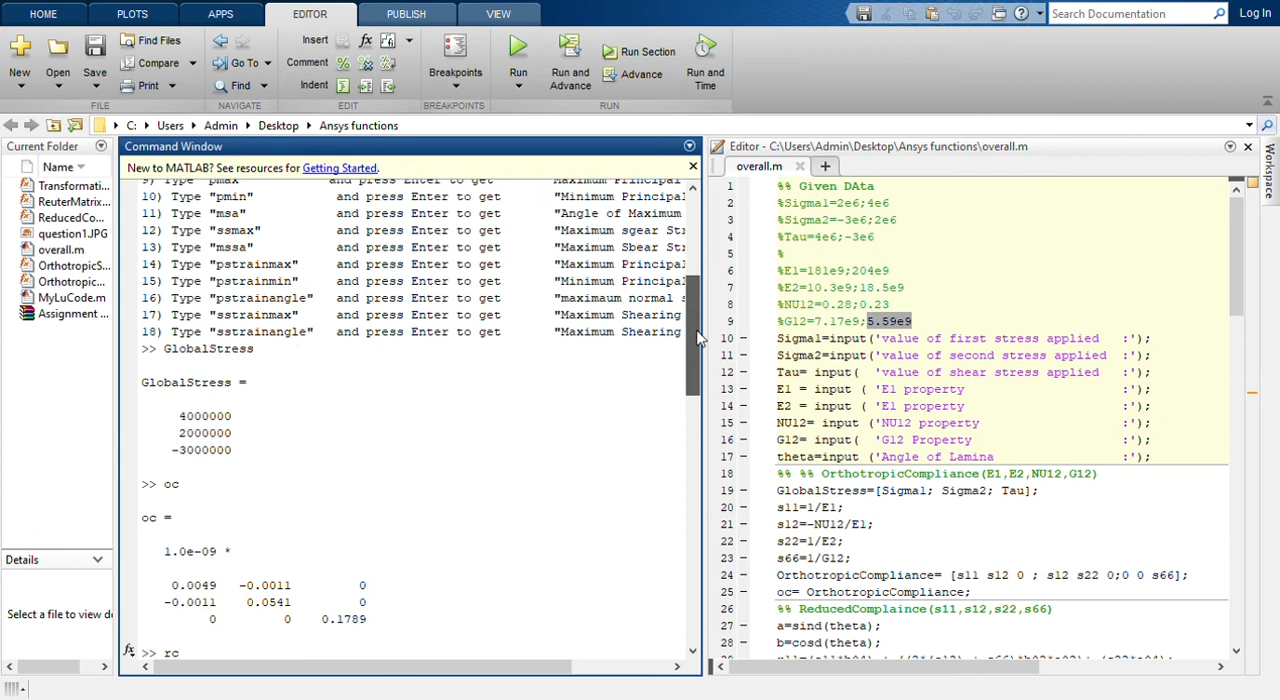 HOME PLOTS APPS EDITOR PUBLISH VIEW Search Documentation Log In
New Open Save Find Files Compare Print
Go To Find
Insert fx
Comment
Indent
Breakpoints
Run Run and Advance Run Section Advance Run and Time
FILE NAVIGATE EDIT BREAKPOINTS RUN
C: Users Admin Desktop Ansys functions
Current Folder
Name
Transformati...
ReuterMatrix...
ReducedCo...
question1.JPG
overall.m
OrthotropicS...
Orthotropic...
MyLuCode.m
Assignment
Details
Select a file to view de
Command Window
New to MATLAB? See resources for Getting Started.
9) Type "pmax" and press Enter to get "Maximum Principal
10) Type "pmin" and press Enter to get "Minimum Principal
11) Type "msa" and press Enter to get "Angle of Maximum
12) Type "ssmax" and press Enter to get "Maximum sgear Str
13) Type "mssa" and press Enter to get "Maximum Sbear Str
14) Type "pstrainmax" and press Enter to get "Maximum Principal
15) Type "pstrainmin" and press Enter to get "Minimum Principal
16) Type "pstrainangle" and press Enter to get "maximaum normal s
17) Type "sstrainmax" and press Enter to get "Maximum Shearing
18) Type "sstrainangle" and press Enter to get "Maximum Shearing
>> GlobalStress
GlobalStress =
4000000
2000000
-3000000
>> oc
oc =
1.0e-09 *
0.0049 -0.0011 0
-0.0011 0.0541 0
0 0 0.1789
fx >> rc
Editor - C:\Users\Admin\Desktop\Ansys functions\overall.m
overall.m
1 %% Given DAta
2 %Sigma1=2e6;4e6
3 %Sigma2=-3e6;2e6
4 %Tau=4e6;-3e6
5 %
6 %E1=181e9;204e9
7 %E2=10.3e9;18.5e9
8 %NU12=0.28;0.23
9 %G12=7.17e9;5.59e9
10 - Sigma1=input('value of first stress applied :');
11 - Sigma2=input('value of second stress applied :');
12 - Tau= input( 'value of shear stress applied :');
13 - E1 = input ( 'E1 property :');
14 - E2 = input ( 'E1 property :');
15 - NU12= input ('NU12 property :');
16 - G12= input( 'G12 Property :');
17 - theta=input ('Angle of Lamina :');
18 %% %% OrthotropicCompliance(E1,E2,NU12,G12)
19 - GlobalStress=[Sigma1; Sigma2; Tau];
20 - s11=1/E1;
21 - s12=-NU12/E1;
22 - s22=1/E2;
23 - s66=1/G12;
24 - OrthotropicCompliance= [s11 s12 0 ; s12 s22 0;0 0 s66];
25 - oc= OrthotropicCompliance;
26 %% ReducedComplaince(s11,s12,s22,s66)
27 - a=sind(theta);
28 - b=cosd(theta);
Workspace